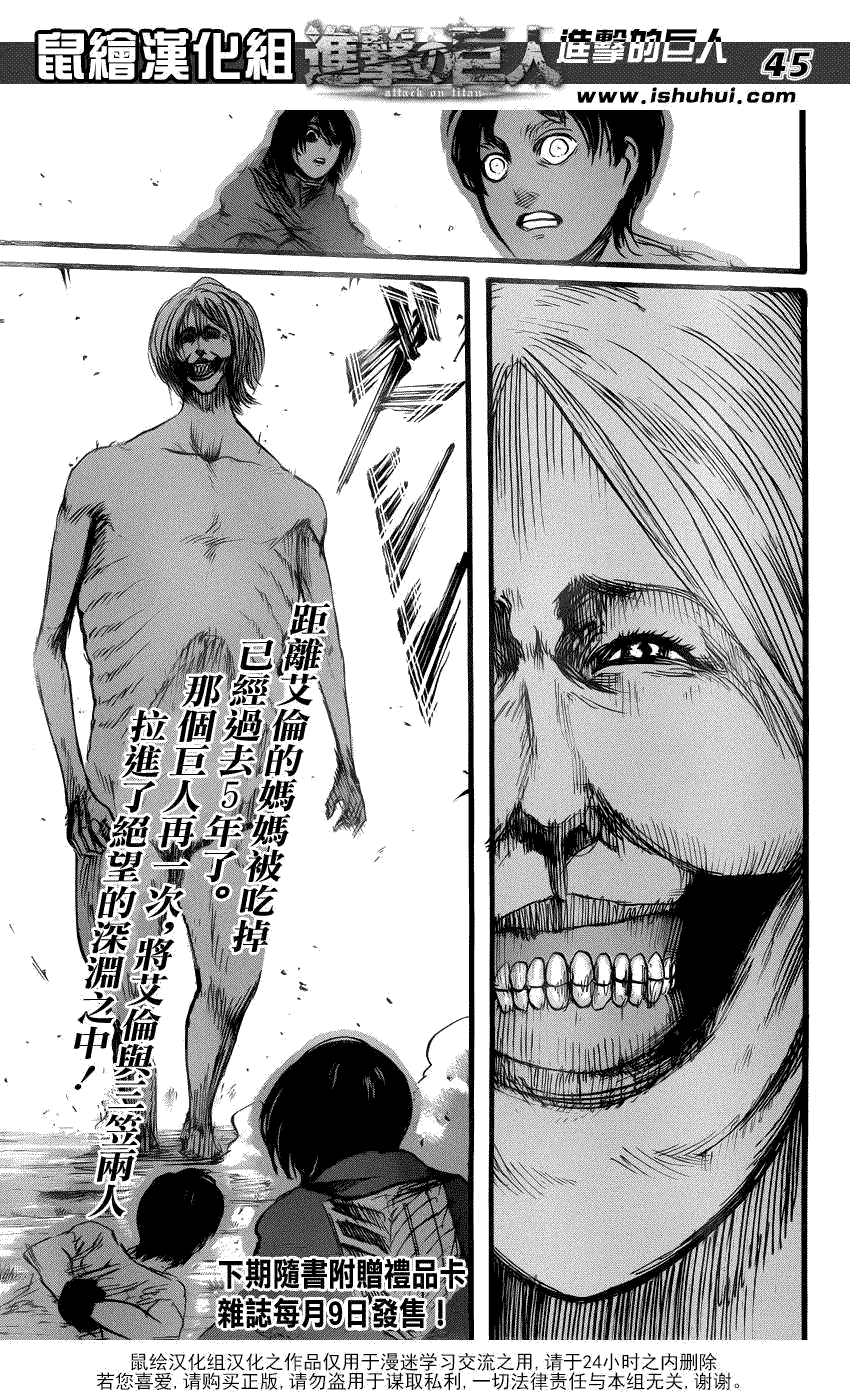 鼠繪漢化組
進撃の巨人
attack on titan
進擊的巨人
45
www.ishuhui.com
距離艾倫的媽媽被吃掉
已經過去5年了。
那個巨人再一次，將艾倫與三笠兩人
拉進了絕望的深淵之中！
下期隨書附贈禮品卡
雜誌每月9日發售！
鼠绘汉化组汉化之作品仅用于漫迷学习交流之用,请于24小时之内删除
若您喜爱,请购买正版,请勿盗用于谋取私利,一切法律责任与本组无关,谢谢。